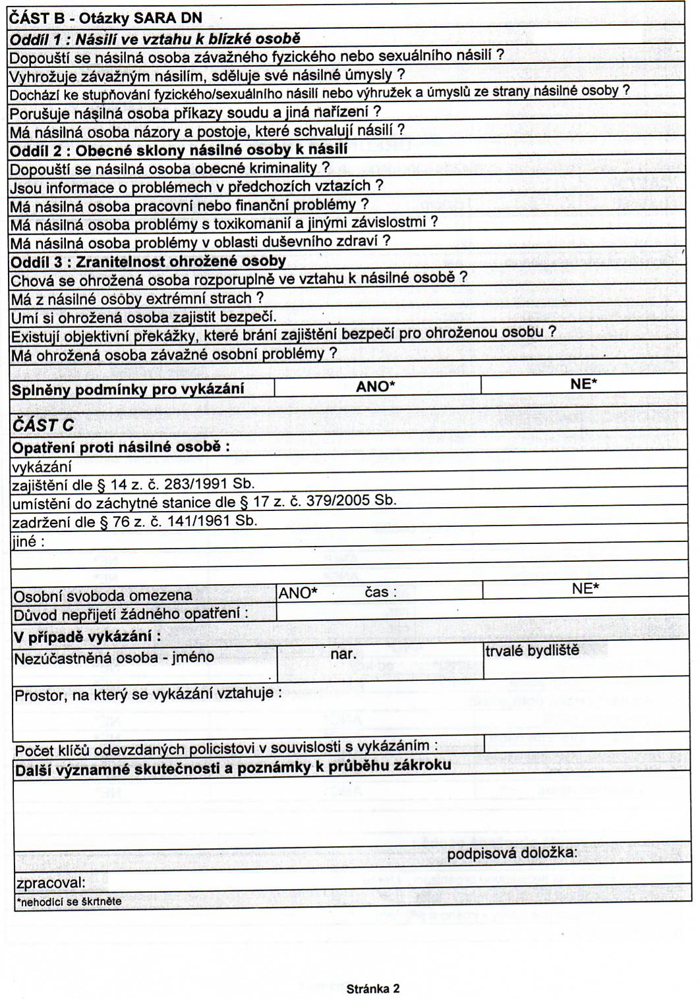 ČÁST B - Otázky SARA DN
Oddíl 1 : Násilí ve vztahu k blízké osobě
Dopouští se násilná osoba závažného fyzického nebo sexuálního násilí ?
Vyhrožuje závažným násilím, sděluje své násilné úmysly ?
Dochází ke stupňování fyzického/sexuálního násilí nebo výhružek a úmyslů ze strany násilné osoby ?
Porušuje násilná osoba příkazy soudu a jiná nařízení ?
Má násilná osoba názory a postoje, které schvalují násilí ?
Oddíl 2 : Obecné sklony násilné osoby k násilí
Dopouští se násilná osoba obecné kriminality ?
Jsou informace o problémech v předchozích vztazích ?
Má násilná osoba pracovní nebo finanční problémy ?
Má násilná osoba problémy s toxikomanií a jinými závislostmi ?
Má násilná osoba problémy v oblasti duševního zdraví ?
Oddíl 3 : Zranitelnost ohrožené osoby
Chová se ohrožená osoba rozporuplně ve vztahu k násilné osobě ?
Má z násilné osoby extrémní strach ?
Umí si ohrožená osoba zajistit bezpečí.
Existují objektivní překážky, které brání zajištění bezpečí pro ohroženou osobu ?
Má ohrožená osoba závažné osobní problémy ?
Splněny podmínky pro vykázání ANO* NE*
ČÁST C
Opatření proti násilné osobě :
vykázání
zajištění dle § 14 z. č. 283/1991 Sb.
umístění do záchytné stanice dle § 17 z. č. 379/2005 Sb.
zadržení dle § 76 z. č. 141/1961 Sb.
jiné :
Osobní svoboda omezena ANO* čas : NE*
Důvod nepřijetí žádného opatření :
V případě vykázání :
Nezúčastněná osoba - jméno nar. trvalé bydliště
Prostor, na který se vykázání vztahuje :
Počet klíčů odevzdaných policistovi v souvislosti s vykázáním :
Další významné skutečnosti a poznámky k průběhu zákroku
podpisová doložka:
zpracoval:
*nehodící se škrtněte
Stránka 2